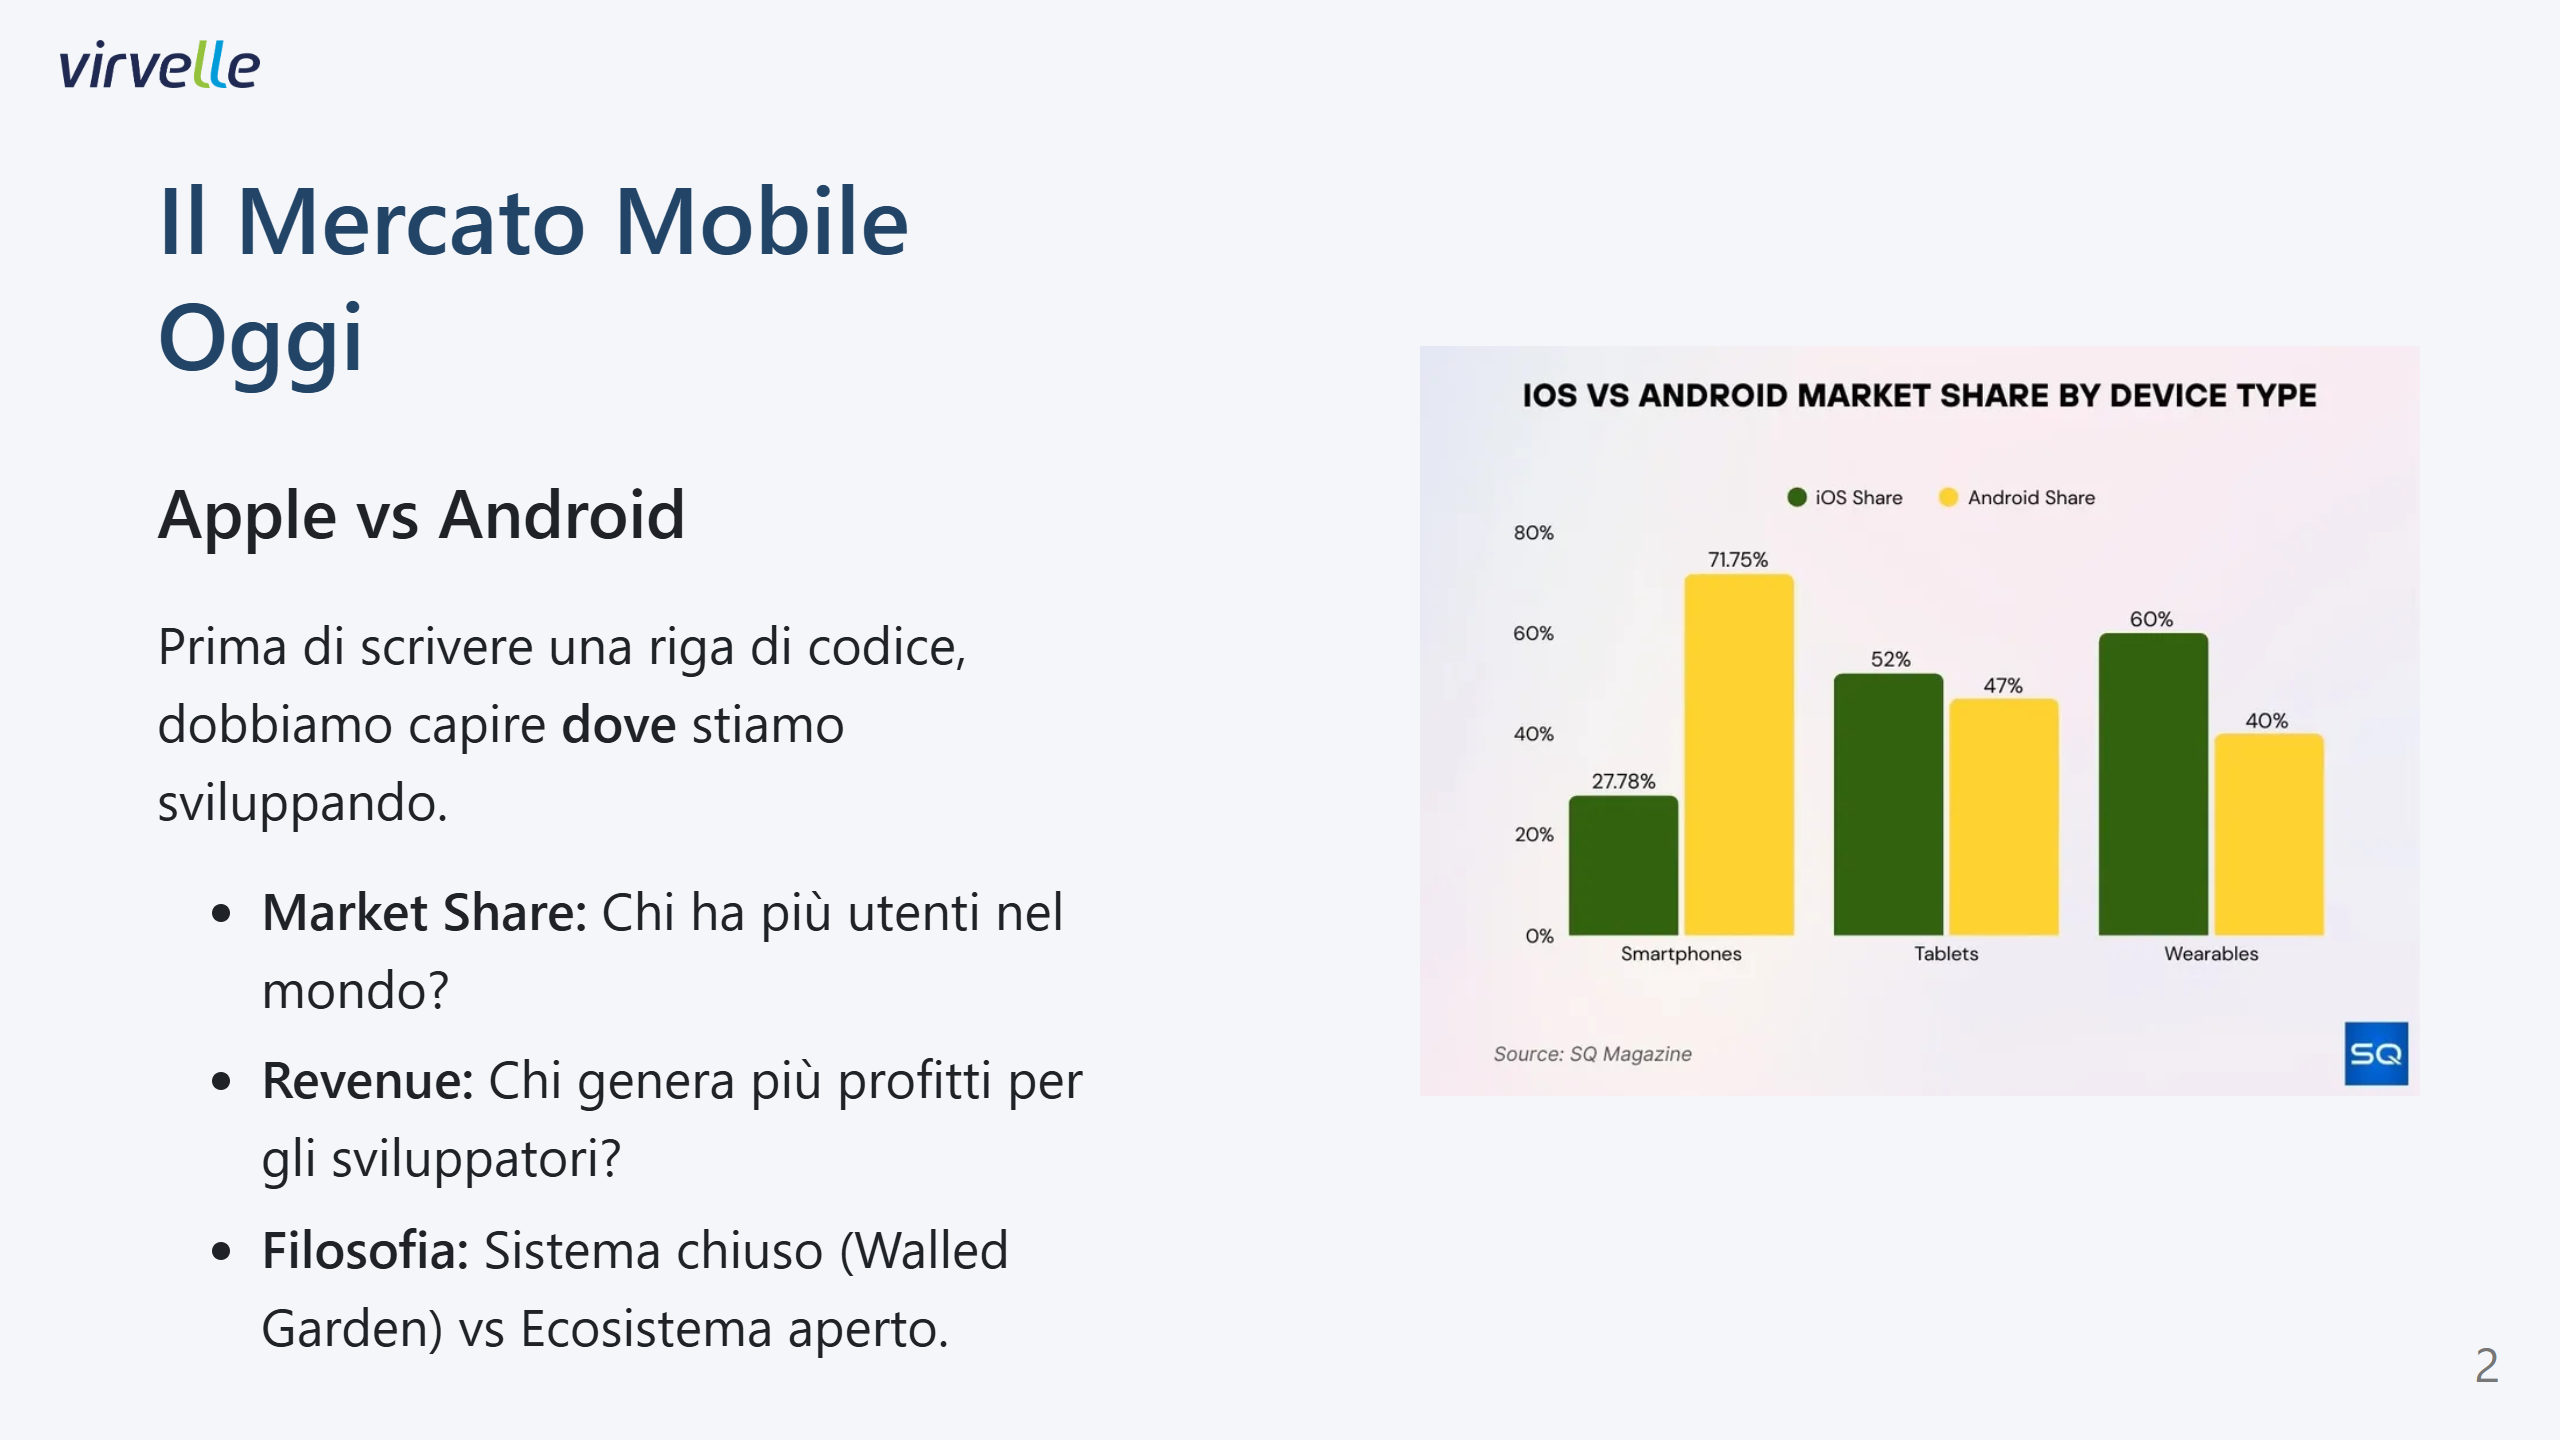 virvelle
Il Mercato Mobile
Oggi
Apple vs Android
Prima di scrivere una riga di codice,
dobbiamo capire dove stiamo
sviluppando.
• Market Share: Chi ha più utenti nel
mondo?
• Revenue: Chi genera più profitti per
gli sviluppatori?
• Filosofia: Sistema chiuso (Walled
Garden) vs Ecosistema aperto.
IOS VS ANDROID MARKET SHARE BY DEVICE TYPE
iOS Share Android Share
80%
60%
40%
20%
0%
27.78% 71.75%
52% 47%
60% 40%
Smartphones Tablets Wearables
Source: SQ Magazine
SQ
2